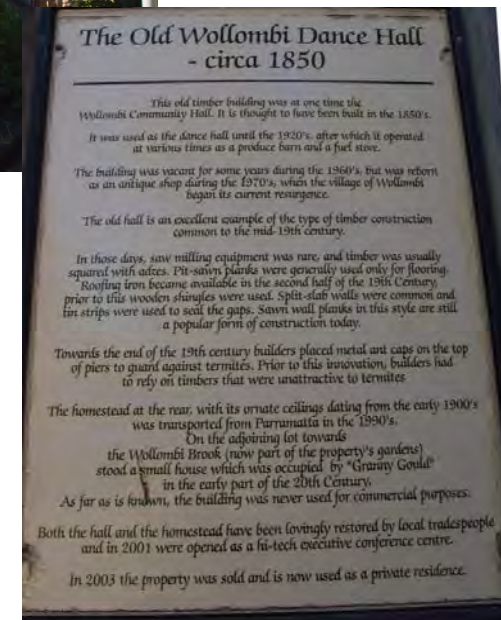 The Old Wollombi Dance Hall
- circa 1850
This old timber building was at one time the
Wollombi Community Hall. It is thought to have been built in the 1850's.
It was used as the dance hall until the 1920's, after which it operated
at various times as a produce barn and a fuel store.
The building was vacant for some years during the 1960's, but was reborn
as an antique shop during the 1970's, when the village of Wollombi
began its current resurgence.
The old hall is an excellent example of the type of timber construction
common to the mid-19th century.
In those days, saw milling equipment was rare, and timber was usually
squared with adzes. Pit-sawn planks were generally used only for flooring.
Roofing iron became available in the second half of the 19th Century,
prior to this wooden shingles were used. Split-slab walls were common and
tin strips were used to seal the gaps. Sawn wall planks in this style are still
a popular form of construction today.
Towards the end of the 19th century builders placed metal ant caps on the top
of piers to guard against termites. Prior to this innovation, builders had
to rely on timbers that were unattractive to termites
The homestead at the rear, with its ornate ceilings dating from the early 1900's
was transported from Parramatta in the 1990's.
On the adjoining lot towards
the Wollombi Brook (now part of the property's gardens)
stood a small house which was occupied by "Granny Gould"
in the early part of the 20th Century.
As far as is known, the building was never used for commercial purposes.
Both the hall and the homestead have been lovingly restored by local tradespeople
and in 2001 were opened as a hi-tech executive conference centre.
In 2003 the property was sold and is now used as a private residence.